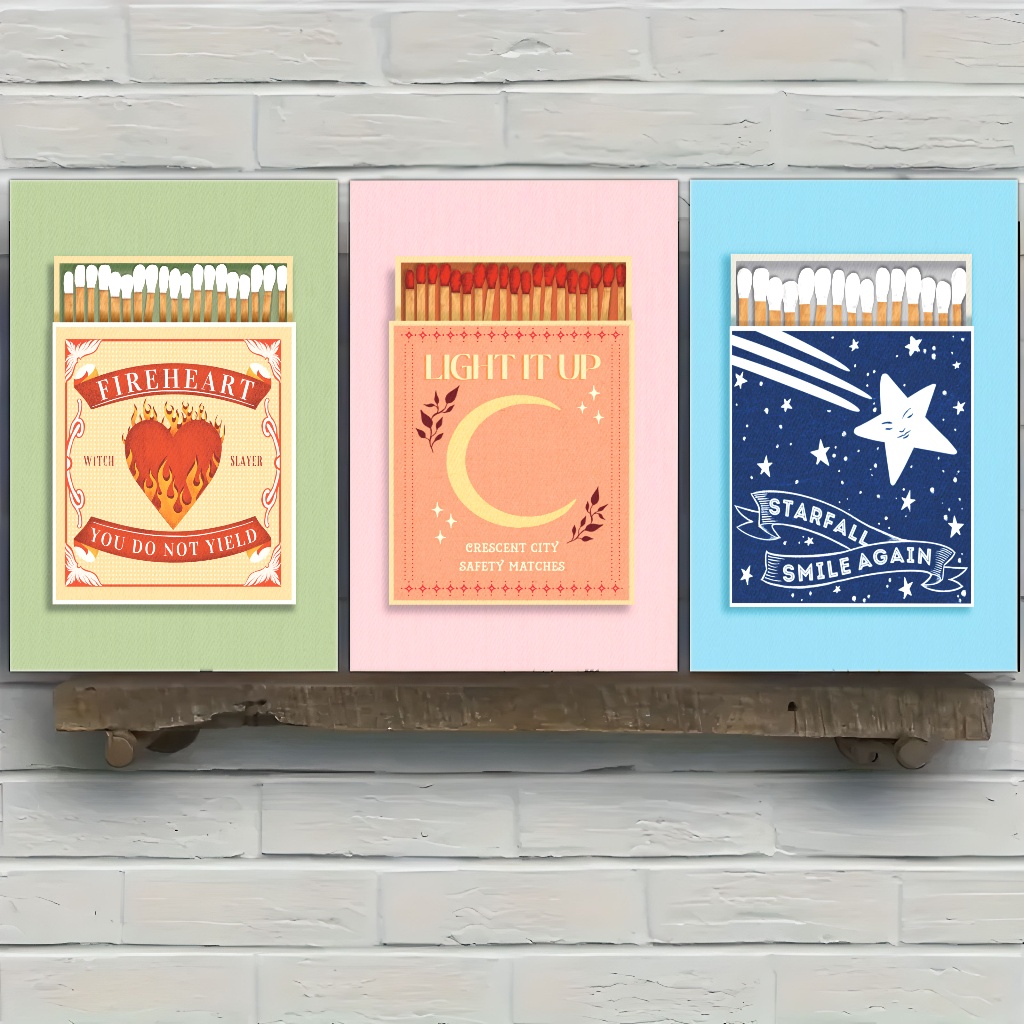 FIREHEART
WITCH SLAYER
YOU DO NOT YIELD
LIGHT IT UP
CRESCENT CITY
SAFETY MATCHES
STARFALL
SMILE AGAIN